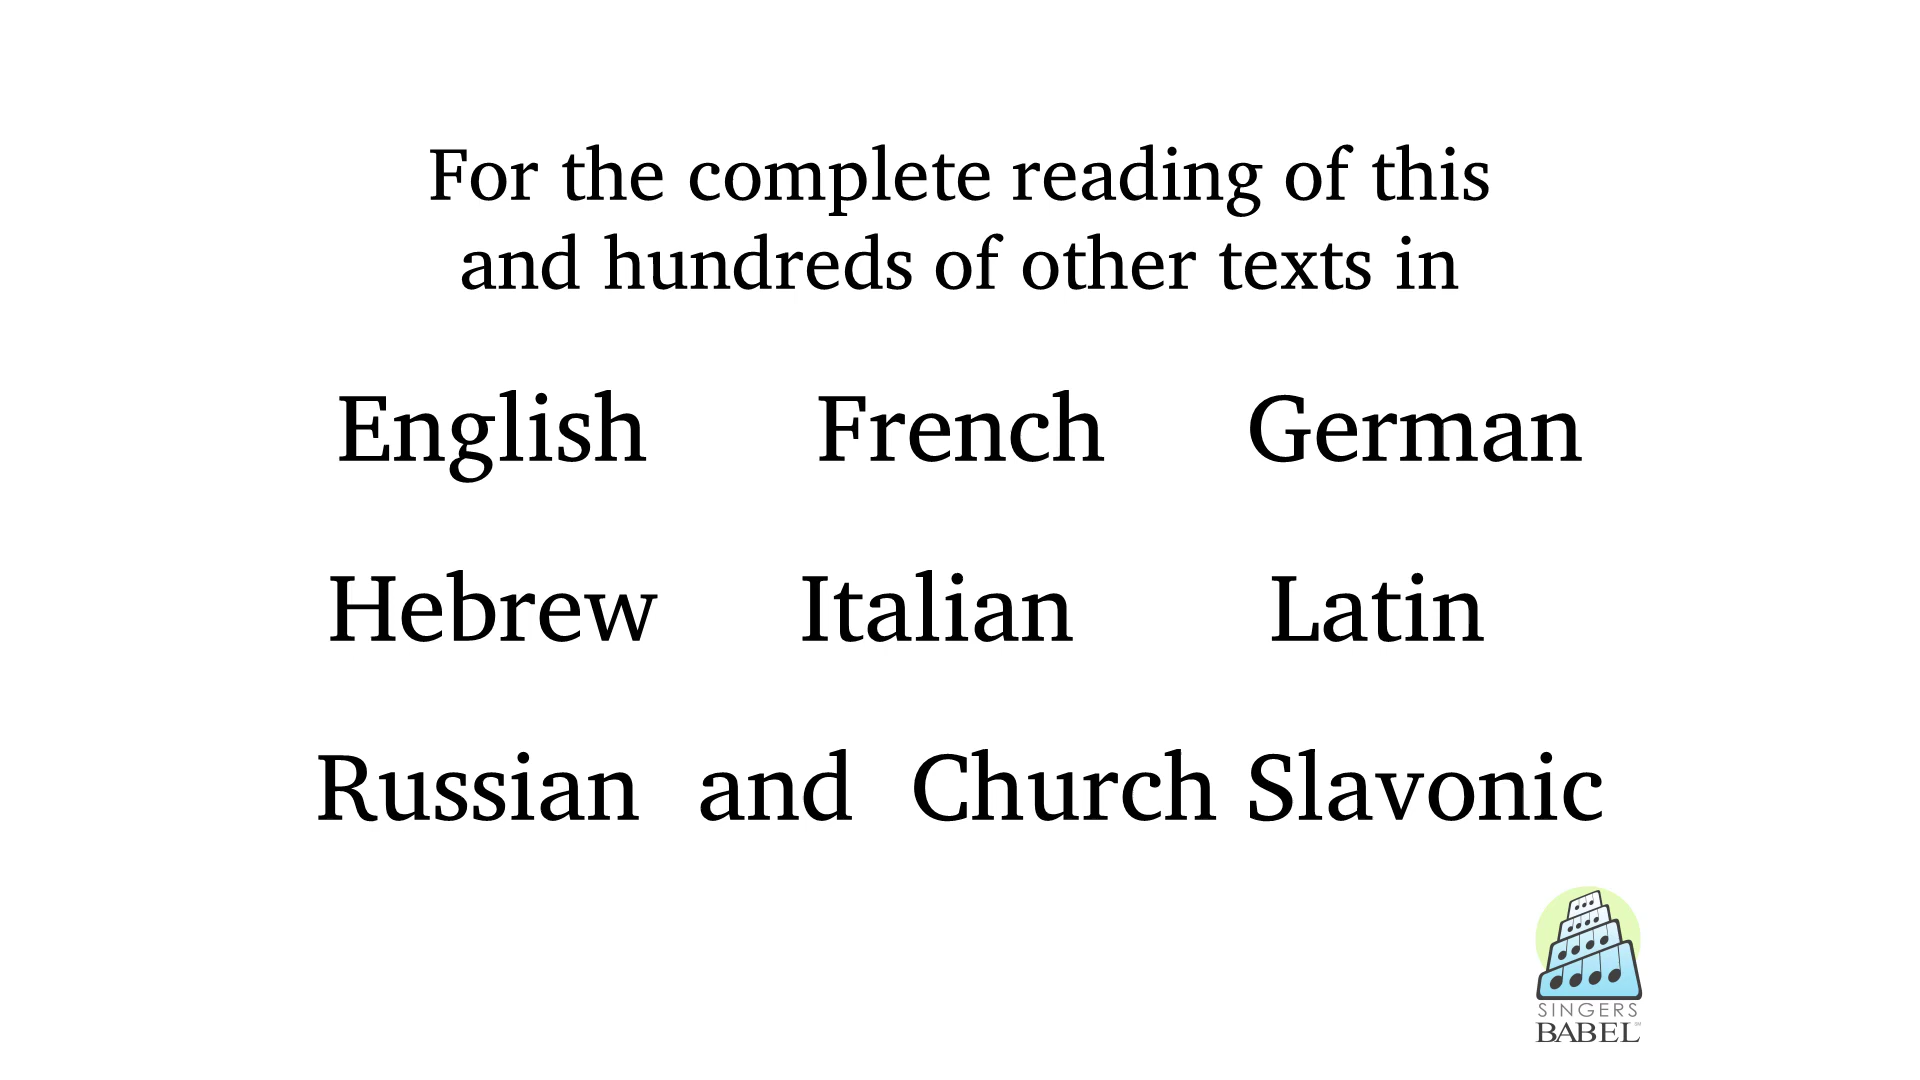 For the complete reading of this
and hundreds of other texts in
English French German
Hebrew Italian Latin
Russian and Church Slavonic
SINGERS
BABEL℠